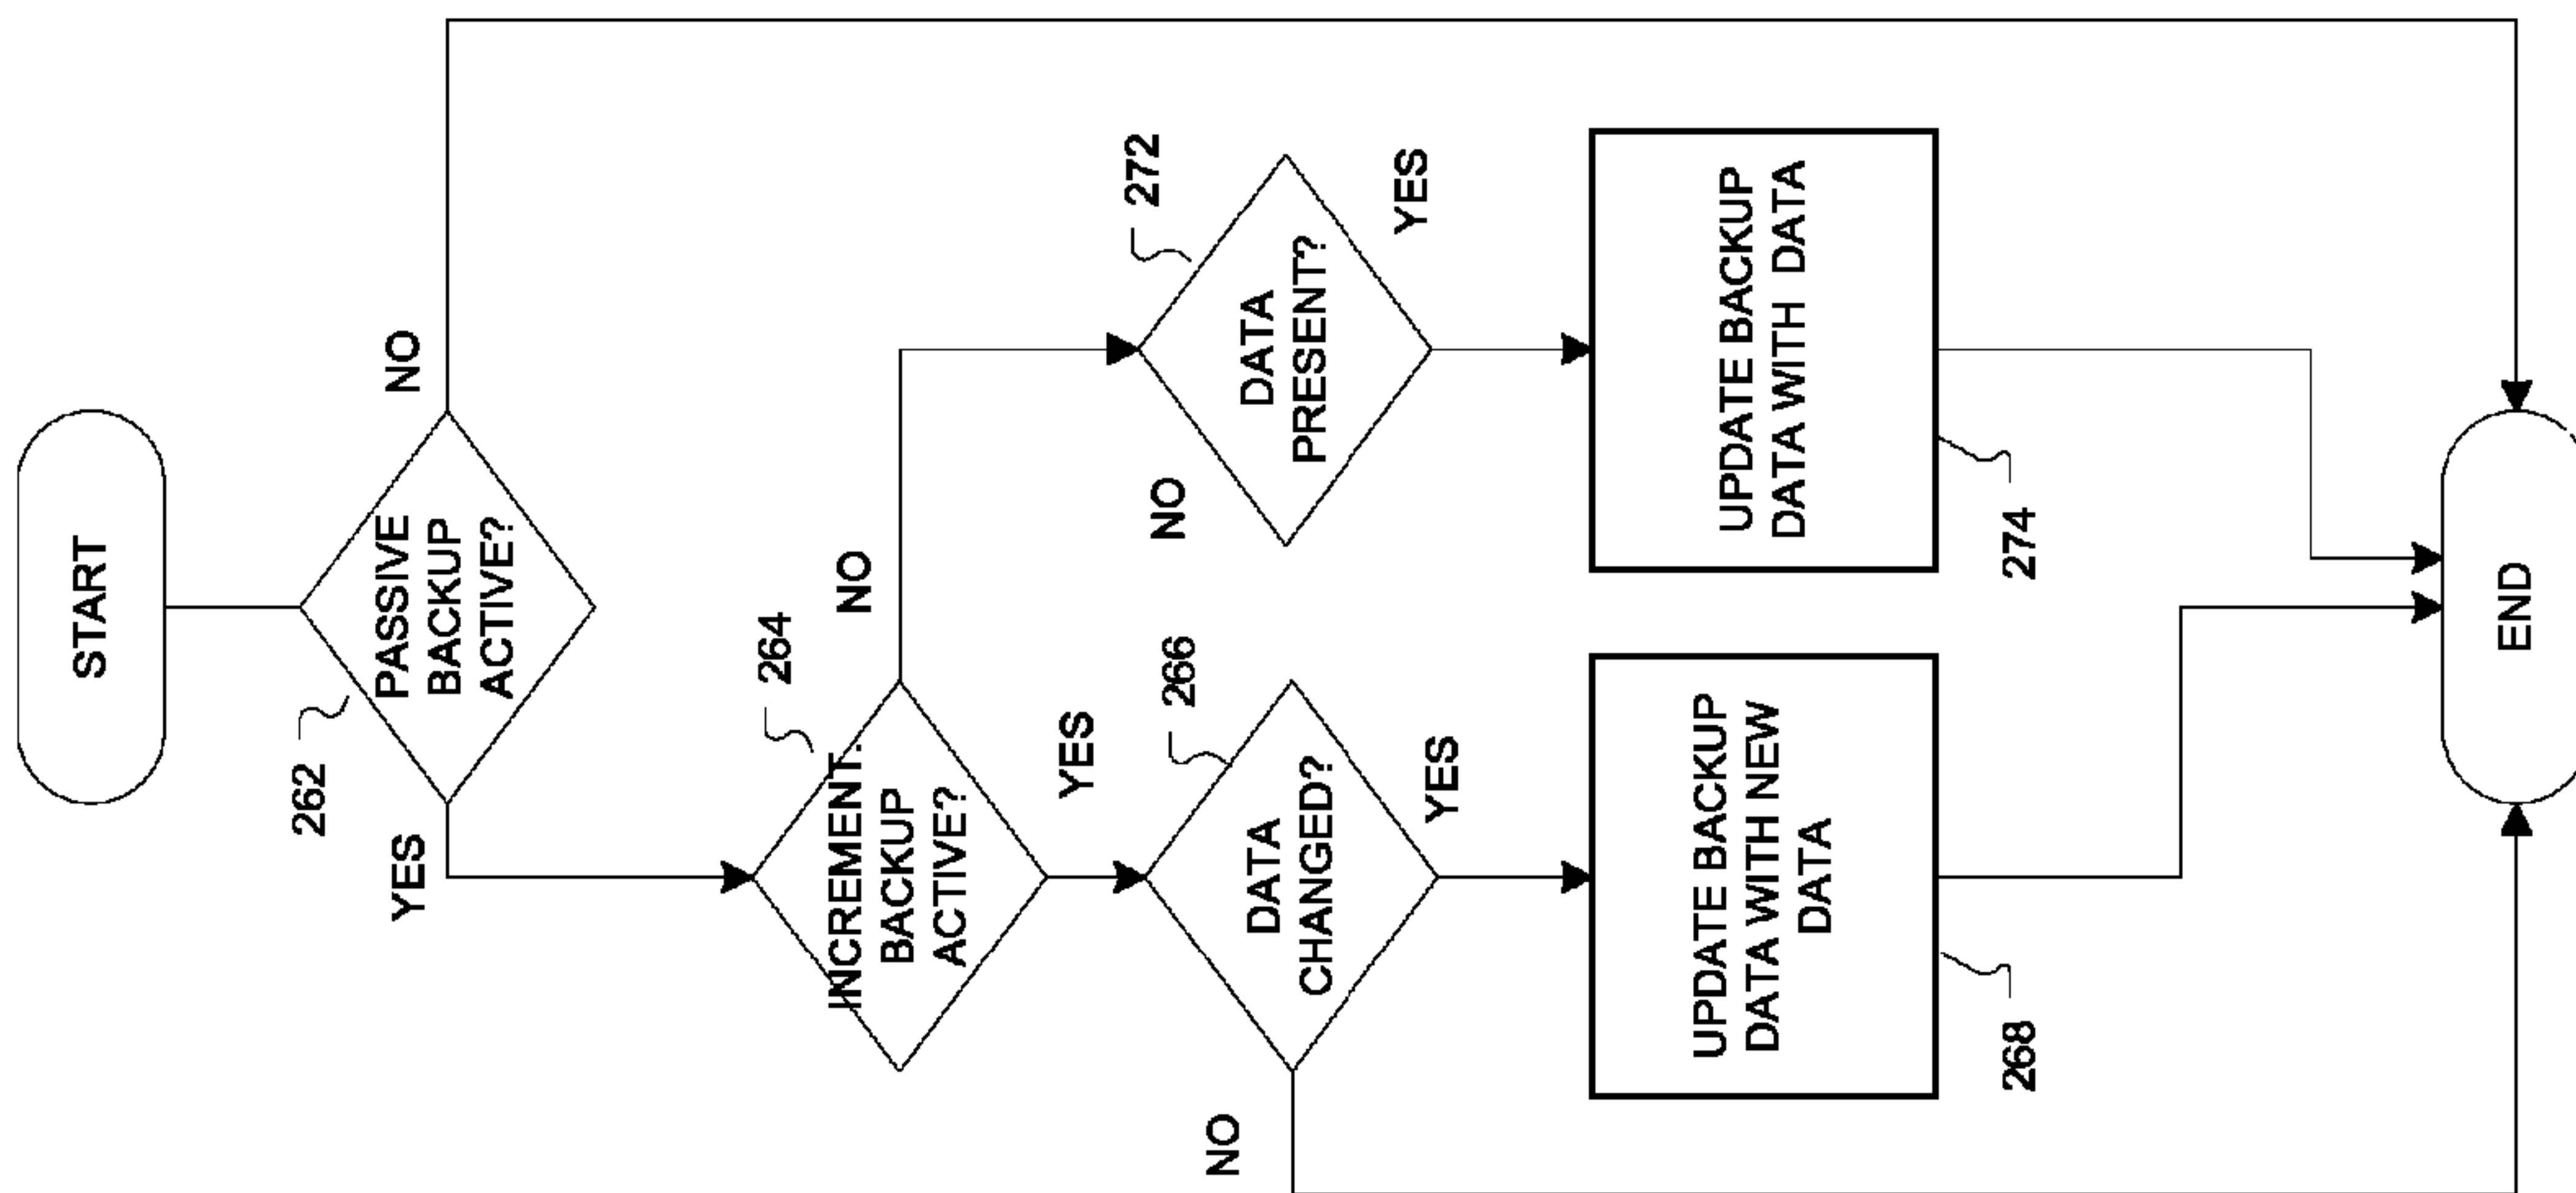 START
262
PASSIVE
BACKUP
ACTIVE?
YES
NO
264
INCREMENT.
BACKUP
ACTIVE?
YES
NO
266
DATA
CHANGED?
NO
YES
272
DATA
PRESENT?
NO
YES
UPDATE BACKUP
DATA WITH NEW
DATA
268
UPDATE BACKUP
DATA WITH DATA
274
END